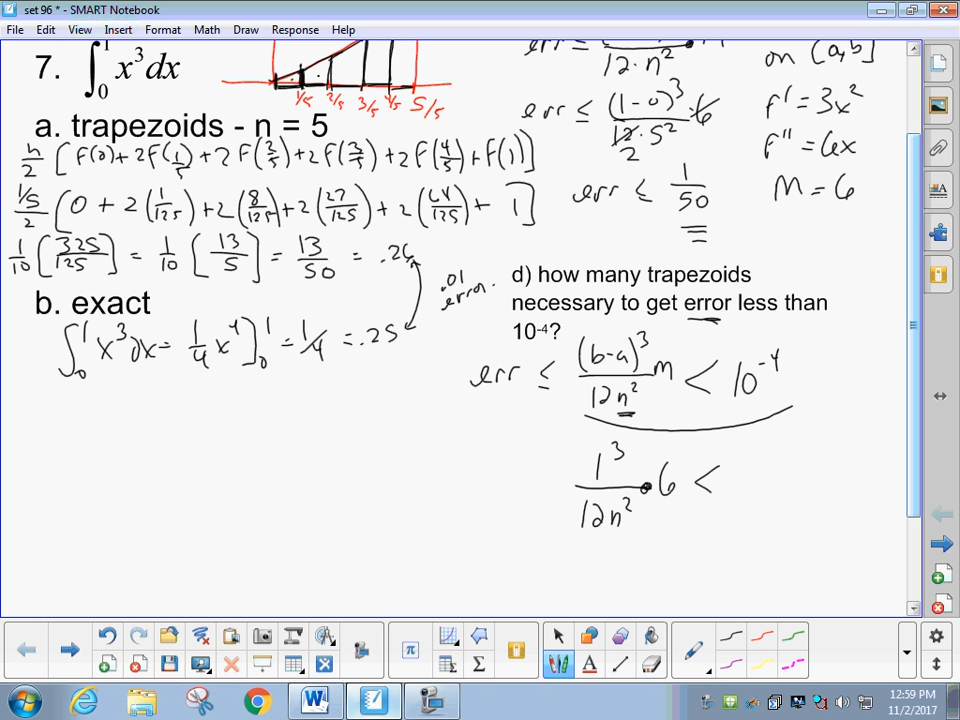 set 96 * - SMART Notebook
File Edit View Insert Format Math Draw Response Help
7. ∫₀¹ x³dx
1/5 2/5 3/5 4/5 5/5
a. trapezoids - n = 5
h/2 [F(0) + 2F(1/5) + 2F(2/5) + 2F(3/5) + 2F(4/5) + F(1)]
(1/5)/2 [0 + 2(1/125) + 2(8/125) + 2(27/125) + 2(64/125) + 1]
1/10 [325/125] = 1/10 [13/5] = 13/50 = .26
b. exact
∫₀¹ x³dx = 1/4 x⁴]₀¹ = 1/4 = .25
.01
error.
err ≤
12·n²
on [a,b]
err ≤ (1-0)³/(12·5²) · 6
2
f' = 3x²
f'' = 6x
err ≤ 1/50
M = 6
d) how many trapezoids
necessary to get error less than
10⁻⁴?
err ≤ (b-a)³/(12n²) M < 10⁻⁴
1³/(12n²) · 6 <
12:59 PM
11/2/2017